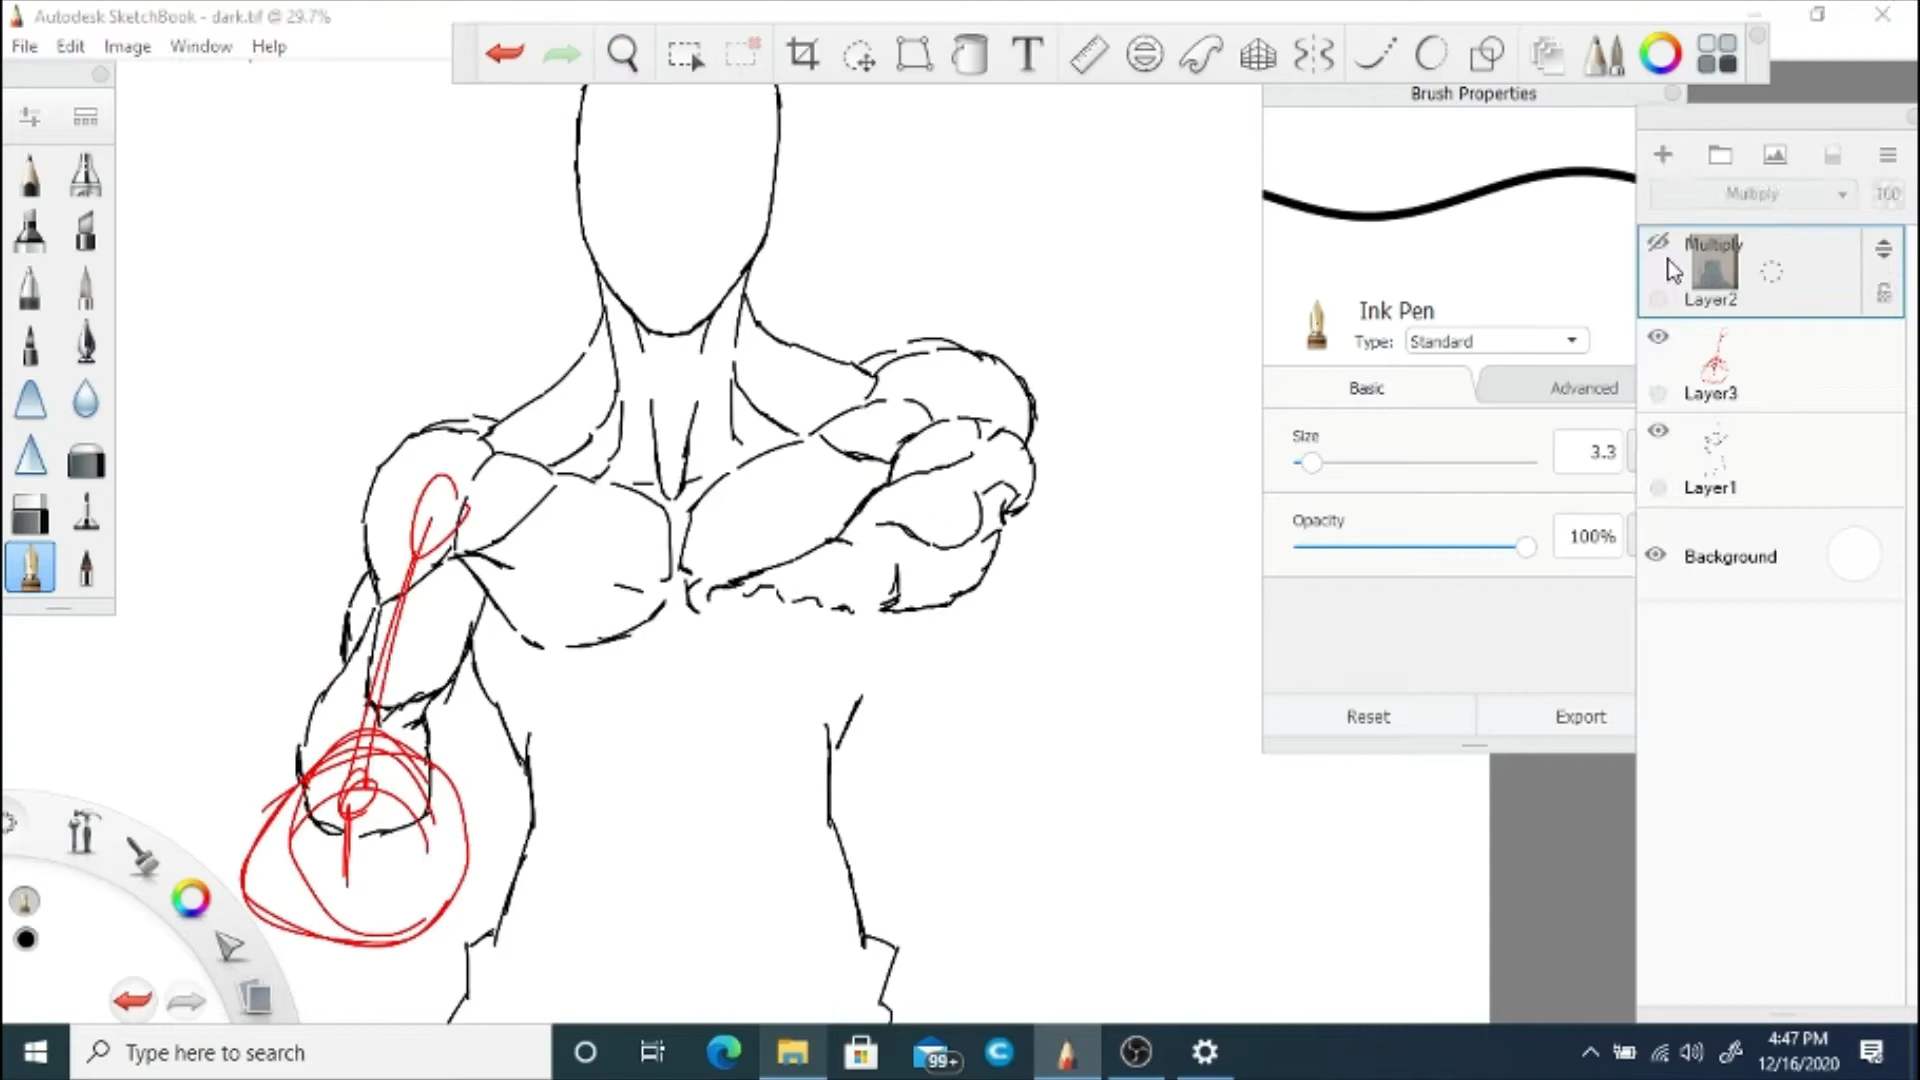 Autodesk SketchBook - dark.tif @ 29.7%
File Edit Image Window Help
T
Brush Properties
Multiply 100
Multiply
Layer2
Ink Pen
Type: Standard
Layer3
Basic Advanced
Size
3.3
Layer1
Opacity
100%
Background
Reset Export
Type here to search
99+
4:47 PM
12/16/2020